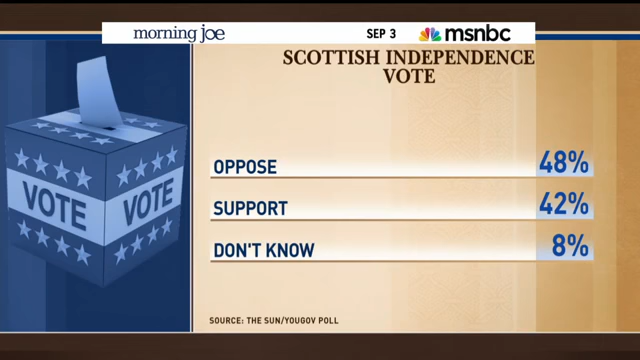 morning joe
SEP 3
msnbc
SCOTTISH INDEPENDENCE
VOTE
VOTE VOTE
OPPOSE 48%
SUPPORT 42%
DON'T KNOW 8%
SOURCE: THE SUN/YOUGOV POLL